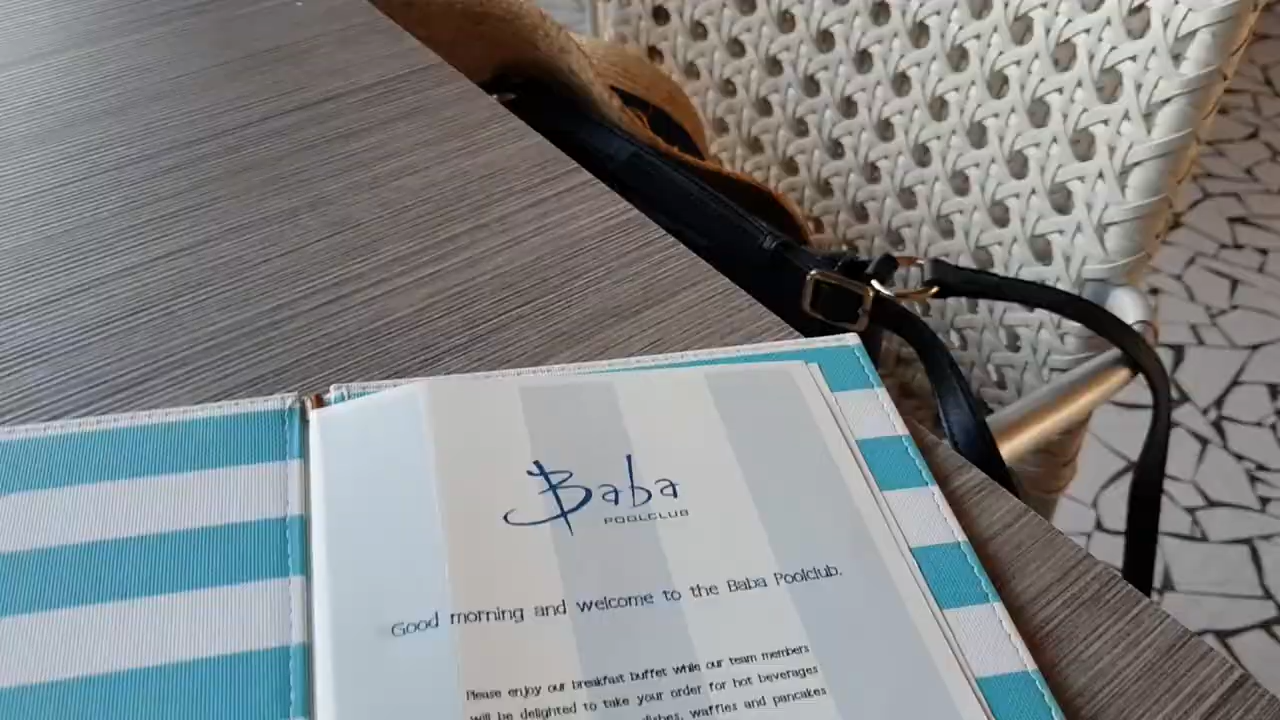 Baba
POOLCLUB
Good morning and welcome to the Baba Poolclub.
Please enjoy our breakfast buffet while our team members
will be delighted to take your order for hot beverages
dishes, waffles and pancakes